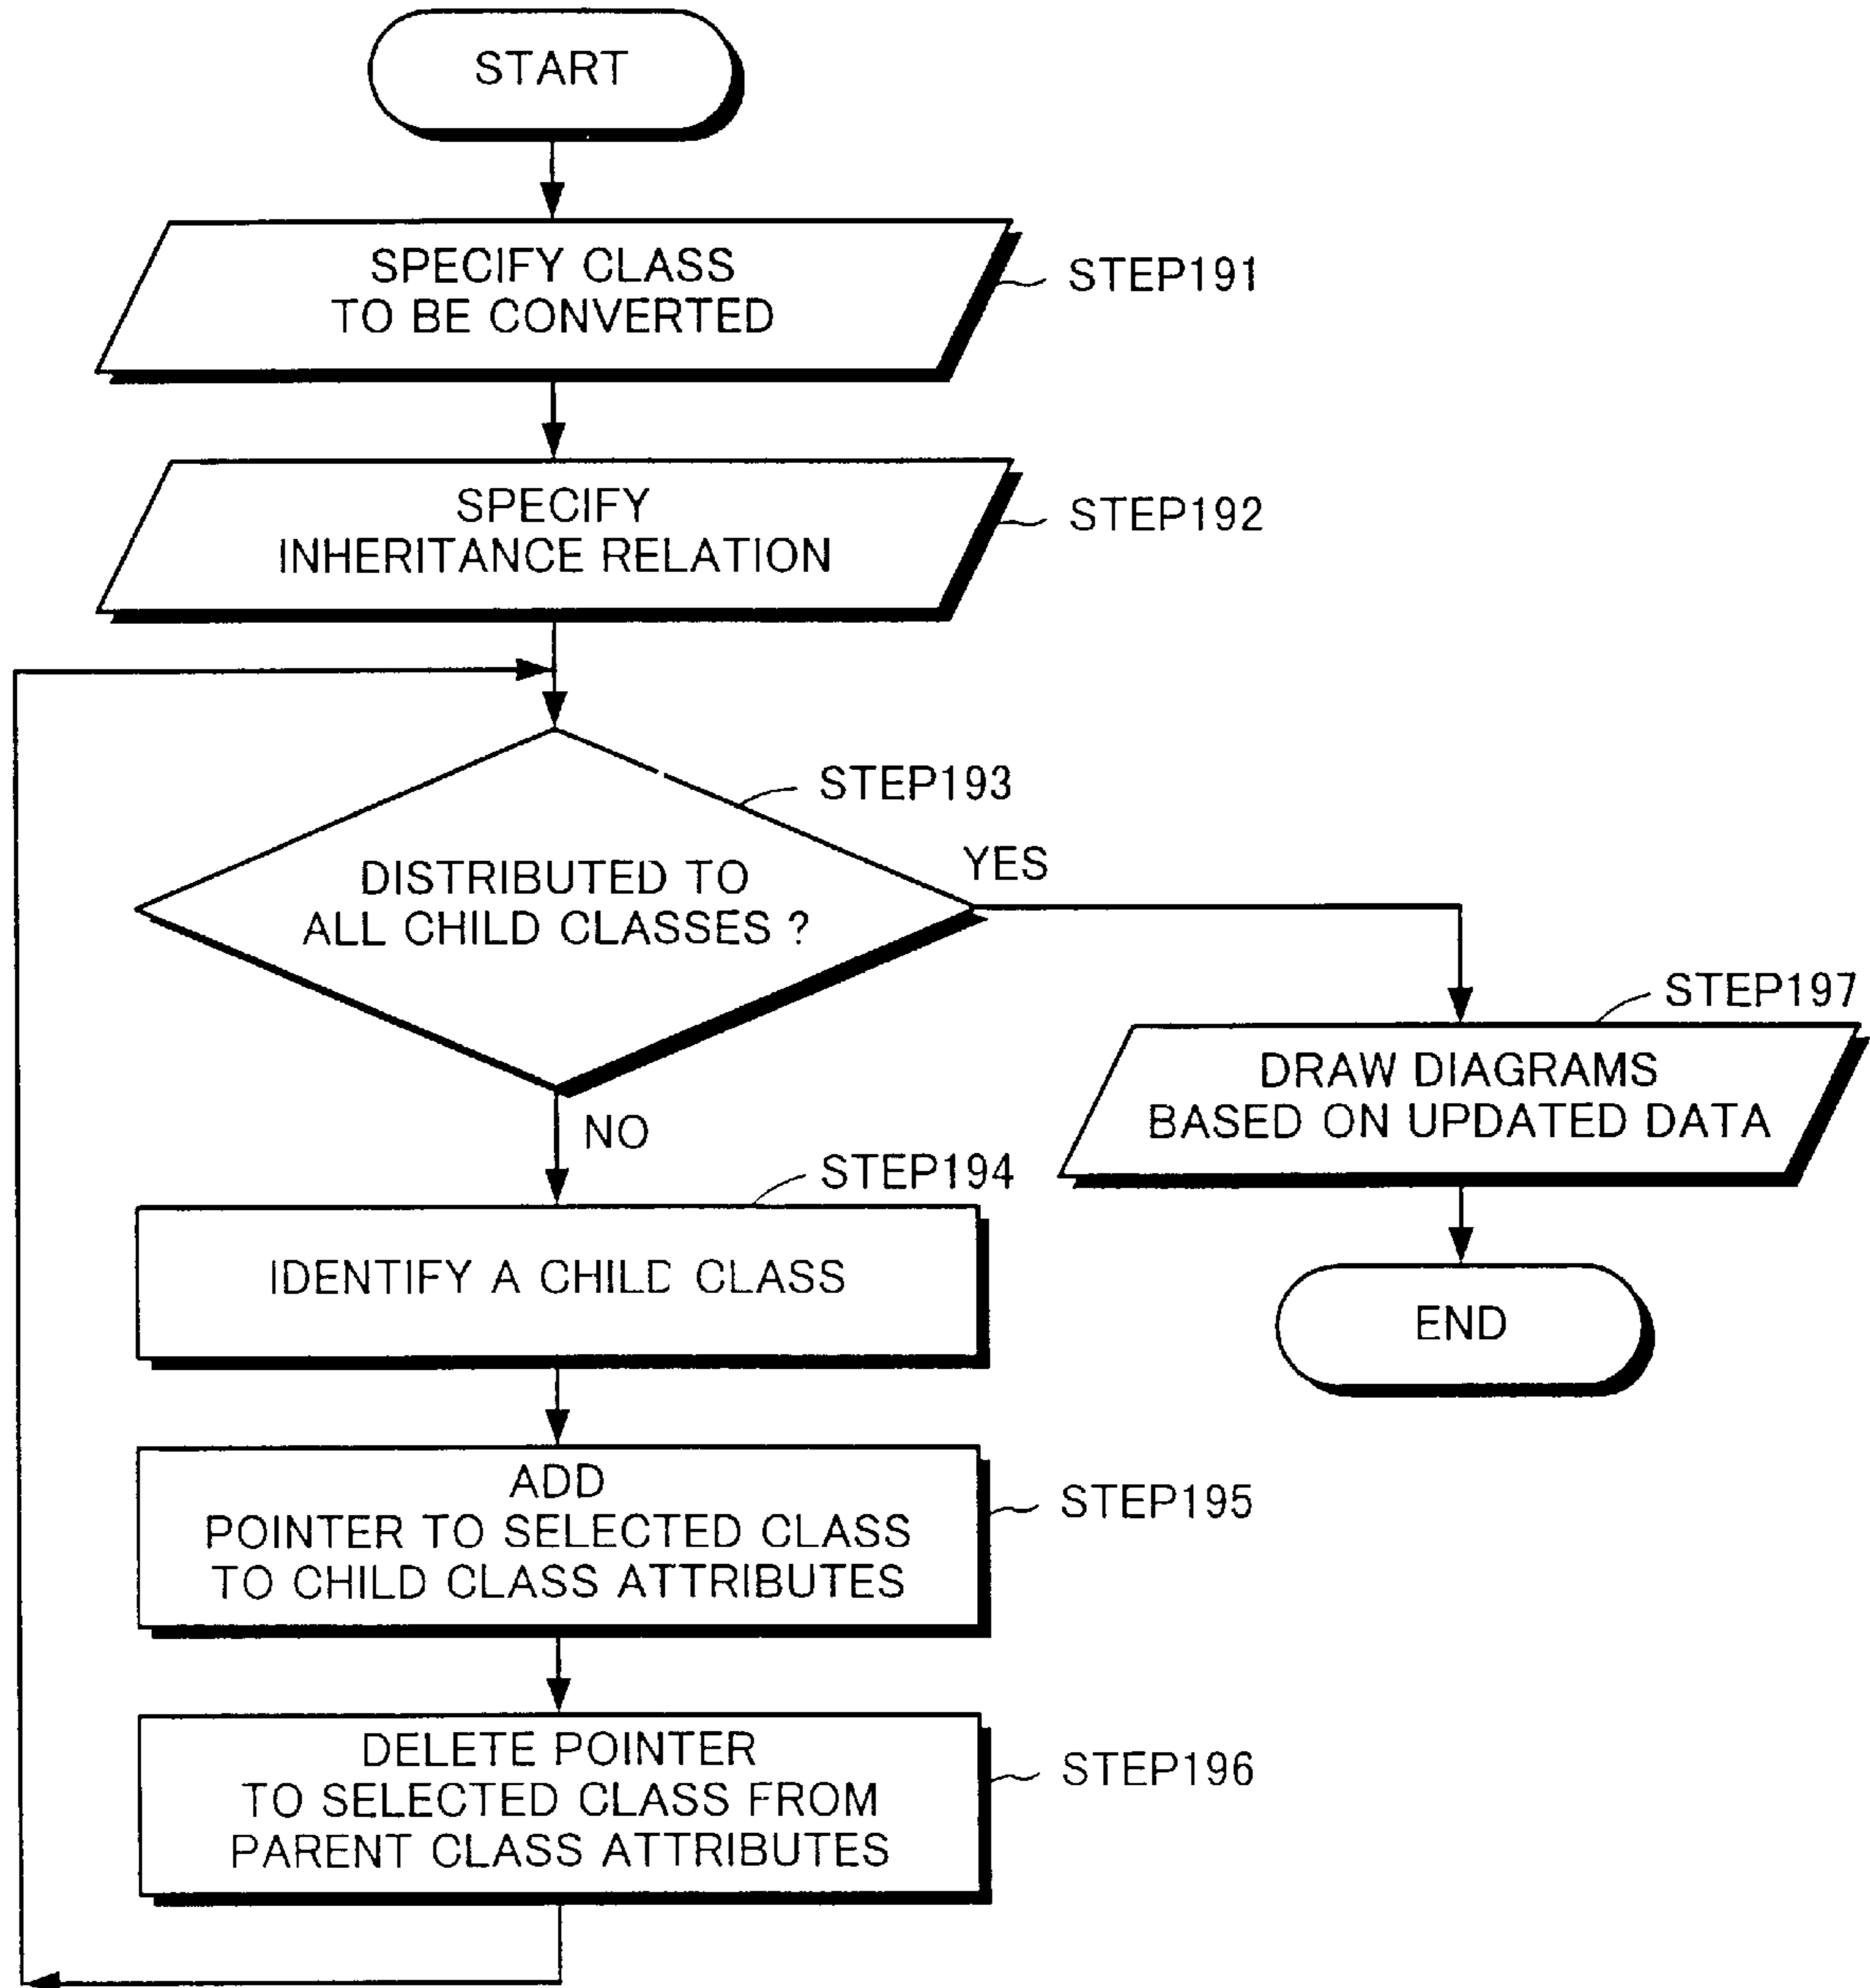 START
SPECIFY CLASS
TO BE CONVERTED
STEP191
SPECIFY
INHERITANCE RELATION
STEP192
STEP193
DISTRIBUTED TO
ALL CHILD CLASSES ?
YES
NO
STEP194
IDENTIFY A CHILD CLASS
ADD
POINTER TO SELECTED CLASS
TO CHILD CLASS ATTRIBUTES
STEP195
DELETE POINTER
TO SELECTED CLASS FROM
PARENT CLASS ATTRIBUTES
STEP196
STEP197
DRAW DIAGRAMS
BASED ON UPDATED DATA
END